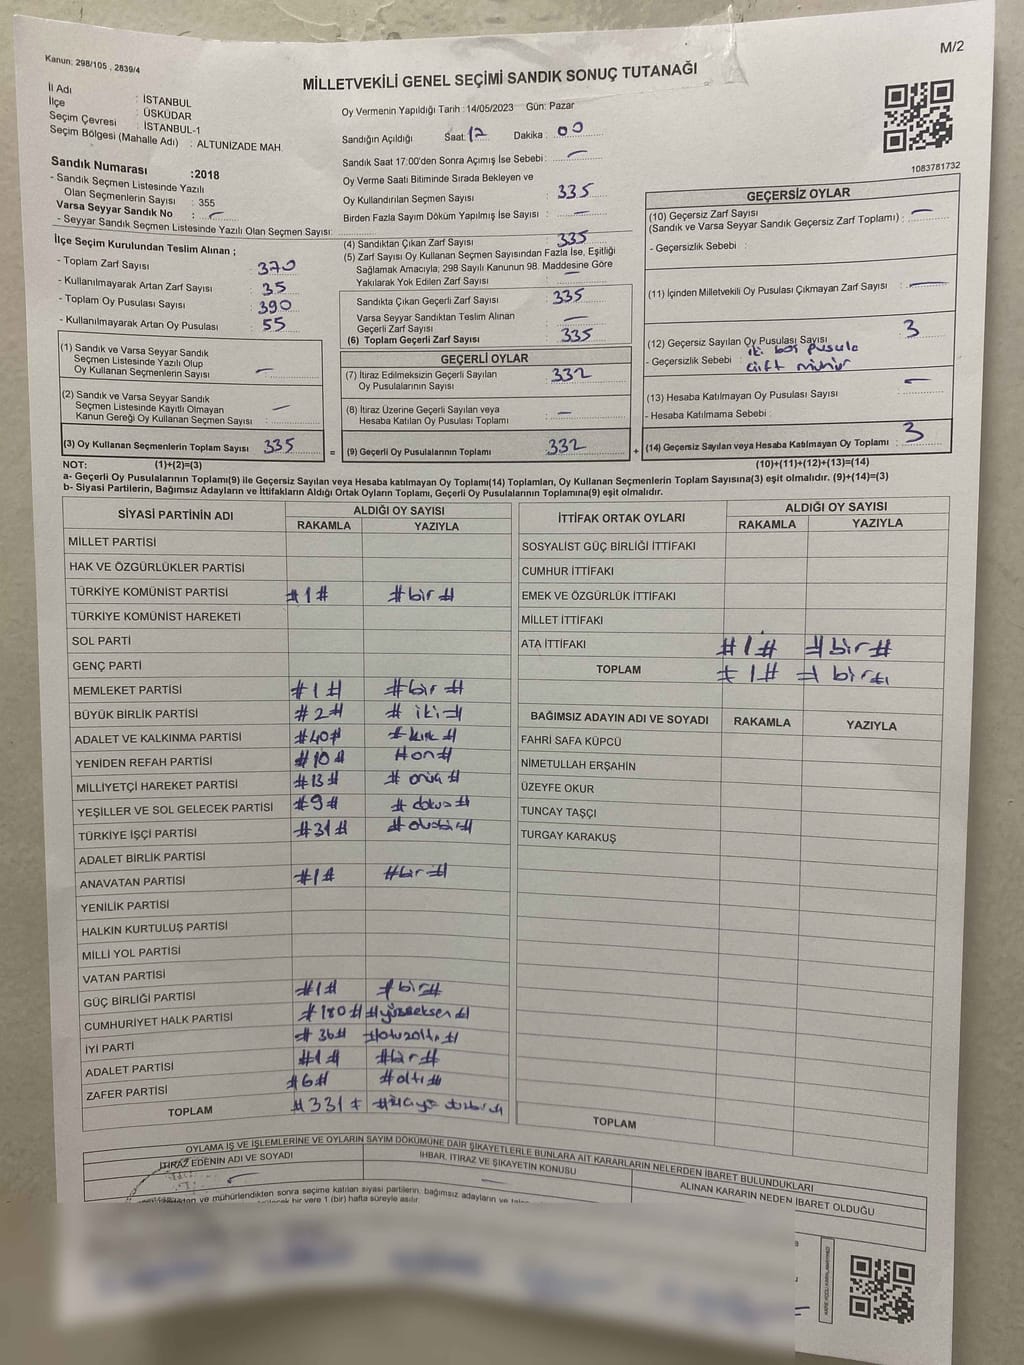 Kanun: 298/105 , 2839/4
M/2
MİLLETVEKİLİ GENEL SEÇİMİ SANDIK SONUÇ TUTANAĞI
İl Adı : İSTANBUL
İlçe : ÜSKÜDAR
Seçim Çevresi : İSTANBUL-1
Seçim Bölgesi (Mahalle Adı) : ALTUNİZADE MAH.
Sandık Numarası :2018
- Sandık Seçmen Listesinde Yazılı
Olan Seçmenlerin Sayısı : 355
Varsa Seyyar Sandık No : –
- Seyyar Sandık Seçmen Listesinde Yazılı Olan Seçmen Sayısı:
Oy Vermenin Yapıldığı Tarih : 14/05/2023 Gün: Pazar
Sandığın Açıldığı Saat: 17 Dakika : 00
Sandık Saat 17:00'den Sonra Açımış İse Sebebi: –
Oy Verme Saati Bitiminde Sırada Bekleyen ve
Oy Kullandırılan Seçmen Sayısı : 335
Birden Fazla Sayım Döküm Yapılmış İse Sayısı : –
1083781732
İlçe Seçim Kurulundan Teslim Alınan ;
- Toplam Zarf Sayısı : 370
- Kullanılmayarak Artan Zarf Sayısı : 35
- Toplam Oy Pusulası Sayısı : 390
- Kullanılmayarak Artan Oy Pusulası : 55
(1) Sandık ve Varsa Seyyar Sandık
Seçmen Listesinde Yazılı Olup
Oy Kullanan Seçmenlerin Sayısı : –
(2) Sandık ve Varsa Seyyar Sandık
Seçmen Listesinde Kayıtlı Olmayan
Kanun Gereği Oy Kullanan Seçmen Sayısı : –
(3) Oy Kullanan Seçmenlerin Toplam Sayısı : 335
(4) Sandıktan Çıkan Zarf Sayısı : 335
(5) Zarf Sayısı Oy Kullanan Seçmen Sayısından Fazla İse, Eşitliği
Sağlamak Amacıyla, 298 Sayılı Kanunun 98. Maddesine Göre
Yakılarak Yok Edilen Zarf Sayısı : –
Sandıkta Çıkan Geçerli Zarf Sayısı : 335
Varsa Seyyar Sandıktan Teslim Alınan
Geçerli Zarf Sayısı : –
(6) Toplam Geçerli Zarf Sayısı : 335
GEÇERLİ OYLAR
(7) İtiraz Edilmeksizin Geçerli Sayılan
Oy Pusulalarının Sayısı : 332
(8) İtiraz Üzerine Geçerli Sayılan veya
Hesaba Katılan Oy Pusulası Toplamı : –
= (9) Geçerli Oy Pusulalarının Toplamı : 332
GEÇERSİZ OYLAR
(10) Geçersiz Zarf Sayısı
(Sandık ve Varsa Seyyar Sandık Geçersiz Zarf Toplamı) : –
- Geçersizlik Sebebi :
(11) İçinden Milletvekili Oy Pusulası Çıkmayan Zarf Sayısı : –
(12) Geçersiz Sayılan Oy Pusulası Sayısı : 3
- Geçersizlik Sebebi : iki boş pusula
çift mühür
(13) Hesaba Katılmayan Oy Pusulası Sayısı : –
- Hesaba Katılmama Sebebi :
+ (14) Geçersiz Sayılan veya Hesaba Katılmayan Oy Toplamı : 3
NOT: (1)+(2)=(3)
(10)+(11)+(12)+(13)=(14)
a- Geçerli Oy Pusulalarının Toplamı(9) ile Geçersiz Sayılan veya Hesaba katılmayan Oy Toplamı(14) Toplamları, Oy Kullanan Seçmenlerin Toplam Sayısına(3) eşit olmalıdır. (9)+(14)=(3)
b- Siyasi Partilerin, Bağımsız Adayların ve İttifakların Aldığı Ortak Oyların Toplamı, Geçerli Oy Pusulalarının Toplamına(9) eşit olmalıdır.
SİYASİ PARTİNİN ADI ALDIĞI OY SAYISI
RAKAMLA YAZIYLA
MİLLET PARTİSİ
HAK VE ÖZGÜRLÜKLER PARTİSİ
TÜRKİYE KOMÜNİST PARTİSİ #1# #bir#
TÜRKİYE KOMÜNİST HAREKETİ
SOL PARTİ
GENÇ PARTİ
MEMLEKET PARTİSİ #1# #bir#
BÜYÜK BİRLİK PARTİSİ #2# #iki#
ADALET VE KALKINMA PARTİSİ #40# #kırk#
YENİDEN REFAH PARTİSİ #10# #on#
MİLLİYETÇİ HAREKET PARTİSİ #13# #onüç#
YEŞİLLER VE SOL GELECEK PARTİSİ #9# #dokuz#
TÜRKİYE İŞÇİ PARTİSİ #31# #otuzbir#
ADALET BİRLİK PARTİSİ
ANAVATAN PARTİSİ #1# #bir#
YENİLİK PARTİSİ
HALKIN KURTULUŞ PARTİSİ
MİLLİ YOL PARTİSİ
VATAN PARTİSİ
GÜÇ BİRLİĞİ PARTİSİ #1# #bir#
CUMHURİYET HALK PARTİSİ #180# #yüzseksen#
İYİ PARTİ #36# #otuzaltı#
ADALET PARTİSİ #1# #bir#
ZAFER PARTİSİ #6# #altı#
TOPLAM #331#
İTTİFAK ORTAK OYLARI ALDIĞI OY SAYISI
RAKAMLA YAZIYLA
SOSYALİST GÜÇ BİRLİĞİ İTTİFAKI
CUMHUR İTTİFAKI
EMEK VE ÖZGÜRLÜK İTTİFAKI
MİLLET İTTİFAKI
ATA İTTİFAKI #1# #bir#
TOPLAM #1# #bir#
BAĞIMSIZ ADAYIN ADI VE SOYADI RAKAMLA YAZIYLA
FAHRİ SAFA KÜPCÜ
NİMETULLAH ERŞAHİN
ÜZEYFE OKUR
TUNCAY TAŞÇI
TURGAY KARAKUŞ
TOPLAM
OYLAMA İŞ VE İŞLEMLERİNE VE OYLARIN SAYIM DÖKÜMÜNE DAİR ŞİKAYETLERLE BUNLARA AİT KARARLARIN NELERDEN İBARET BULUNDUKLARI
İTİRAZ EDENİN ADI VE SOYADI İHBAR, İTİRAZ VE ŞİKAYETİN KONUSU ALINAN KARARIN NEDEN İBARET OLDUĞU
ve mühürlendikten sonra seçime katılan siyasi partilerin, bağımsız adayların ve
bir yere 1 (bir) hafta süreyle asılır.